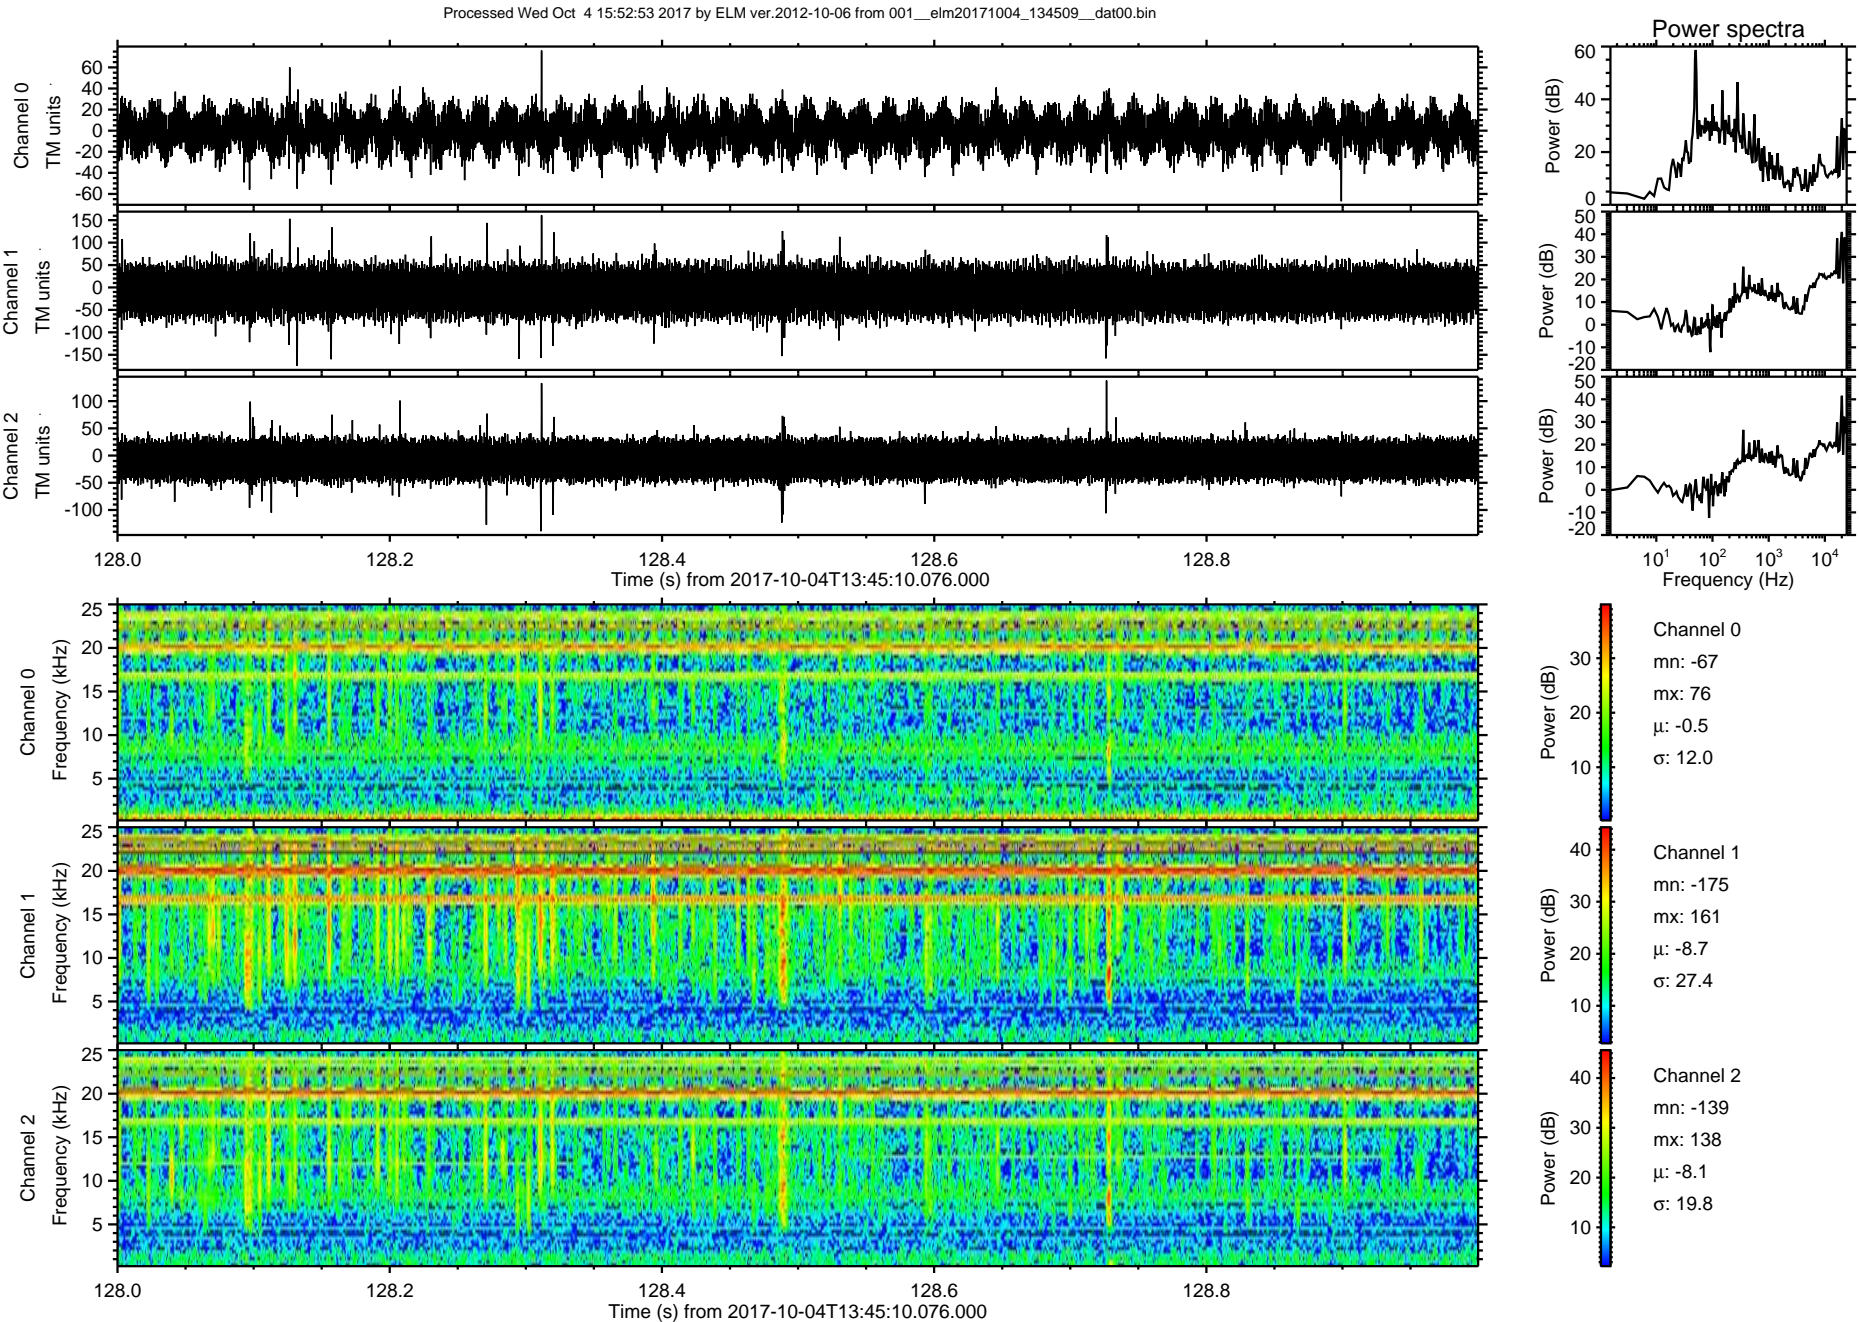 Processed Wed Oct  4 15:52:53 2017 by ELM ver.2012-10-06 from 001__elm20171004_134509__dat00.bin
Power spectra
Channel 0
TM units
60
40
20
0
-20
-40
-60
Power (dB)
60
40
20
0
Channel 1
TM units
150
100
50
0
-50
-100
-150
Power (dB)
50
40
30
20
10
0
-10
-20
Channel 2
TM units
100
50
0
-50
-100
Power (dB)
50
40
30
20
10
0
-10
-20
128.0 128.2 128.4 128.6 128.8
Time (s) from 2017-10-04T13:45:10.076.000
10¹ 10² 10³ 10⁴
Frequency (Hz)
Channel 0
Frequency (kHz)
25
20
15
10
5
Power (dB)
30
20
10
Channel 0
mn: -67
mx: 76
µ: -0.5
σ: 12.0
Channel 1
Frequency (kHz)
25
20
15
10
5
Power (dB)
40
30
20
10
Channel 1
mn: -175
mx: 161
µ: -8.7
σ: 27.4
Channel 2
Frequency (kHz)
25
20
15
10
5
Power (dB)
40
30
20
10
Channel 2
mn: -139
mx: 138
µ: -8.1
σ: 19.8
128.0 128.2 128.4 128.6 128.8
Time (s) from 2017-10-04T13:45:10.076.000